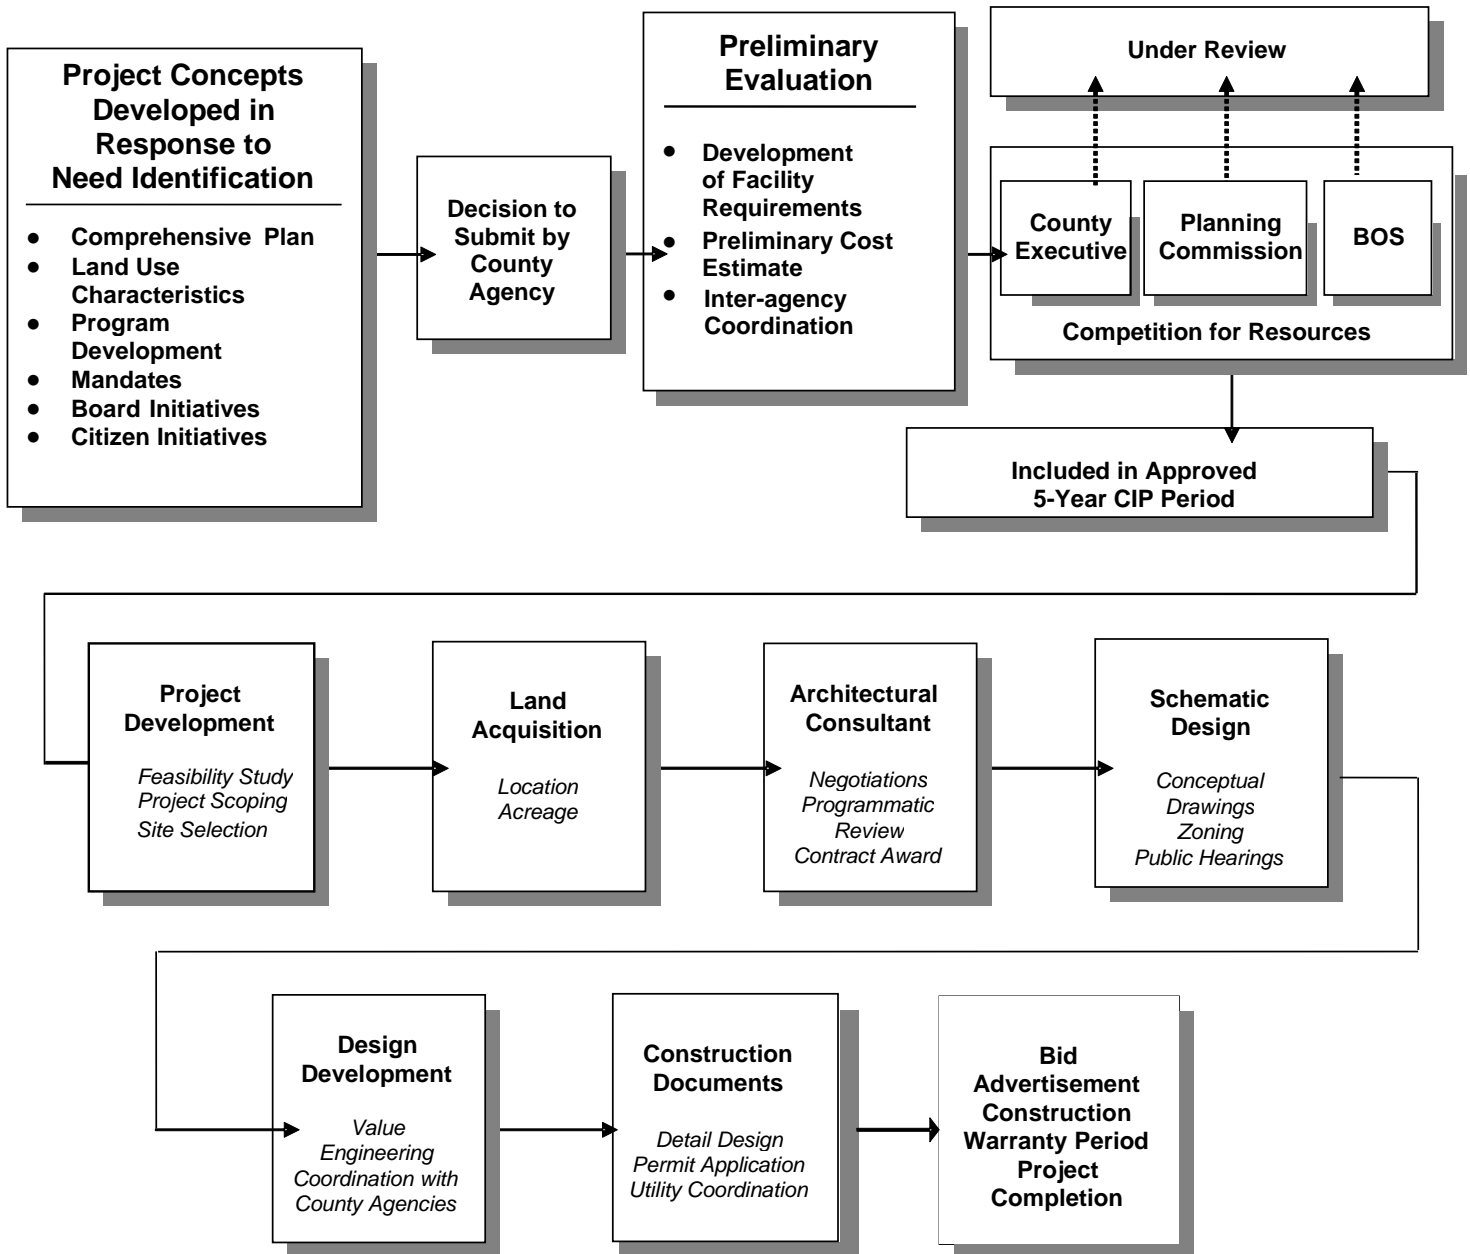 Project Concepts
Developed in
Response to
Need Identification
● Comprehensive Plan
● Land Use
Characteristics
● Program
Development
● Mandates
● Board Initiatives
● Citizen Initiatives
Decision to
Submit by
County
Agency
Preliminary
Evaluation
● Development
of Facility
Requirements
● Preliminary Cost
Estimate
● Inter-agency
Coordination
Under Review
County
Executive
Planning
Commission
BOS
Competition for Resources
Included in Approved
5-Year CIP Period
Project
Development
Feasibility Study
Project Scoping
Site Selection
Land
Acquisition
Location
Acreage
Architectural
Consultant
Negotiations
Programmatic
Review
Contract Award
Schematic
Design
Conceptual
Drawings
Zoning
Public Hearings
Design
Development
Value
Engineering
Coordination with
County Agencies
Construction
Documents
Detail Design
Permit Application
Utility Coordination
Bid
Advertisement
Construction
Warranty Period
Project
Completion